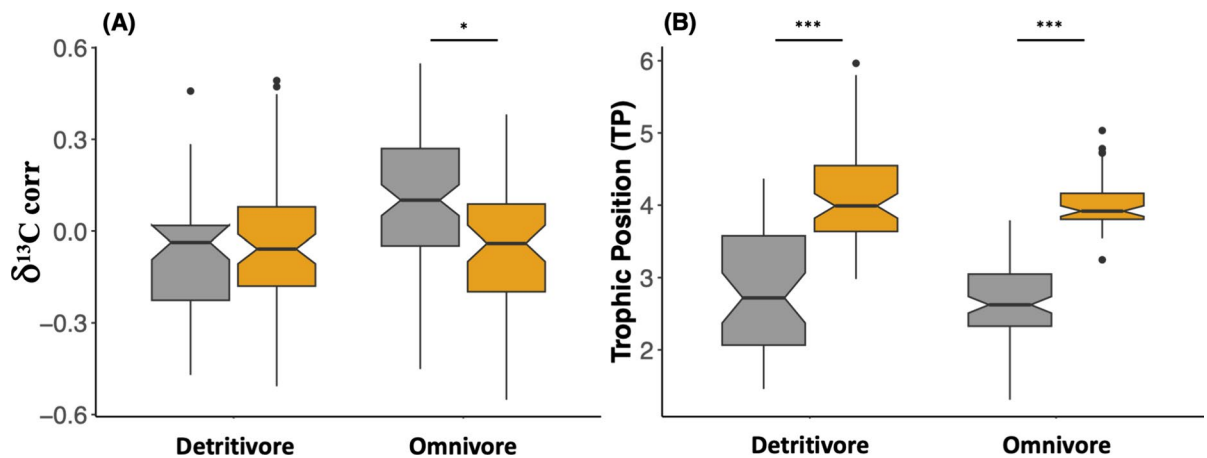 (A)
*
0.6
0.3
0.0
−0.3
−0.6
δ¹³C corr
Detritivore
Omnivore
(B)
***
***
6
5
4
3
2
Trophic Position (TP)
Detritivore
Omnivore